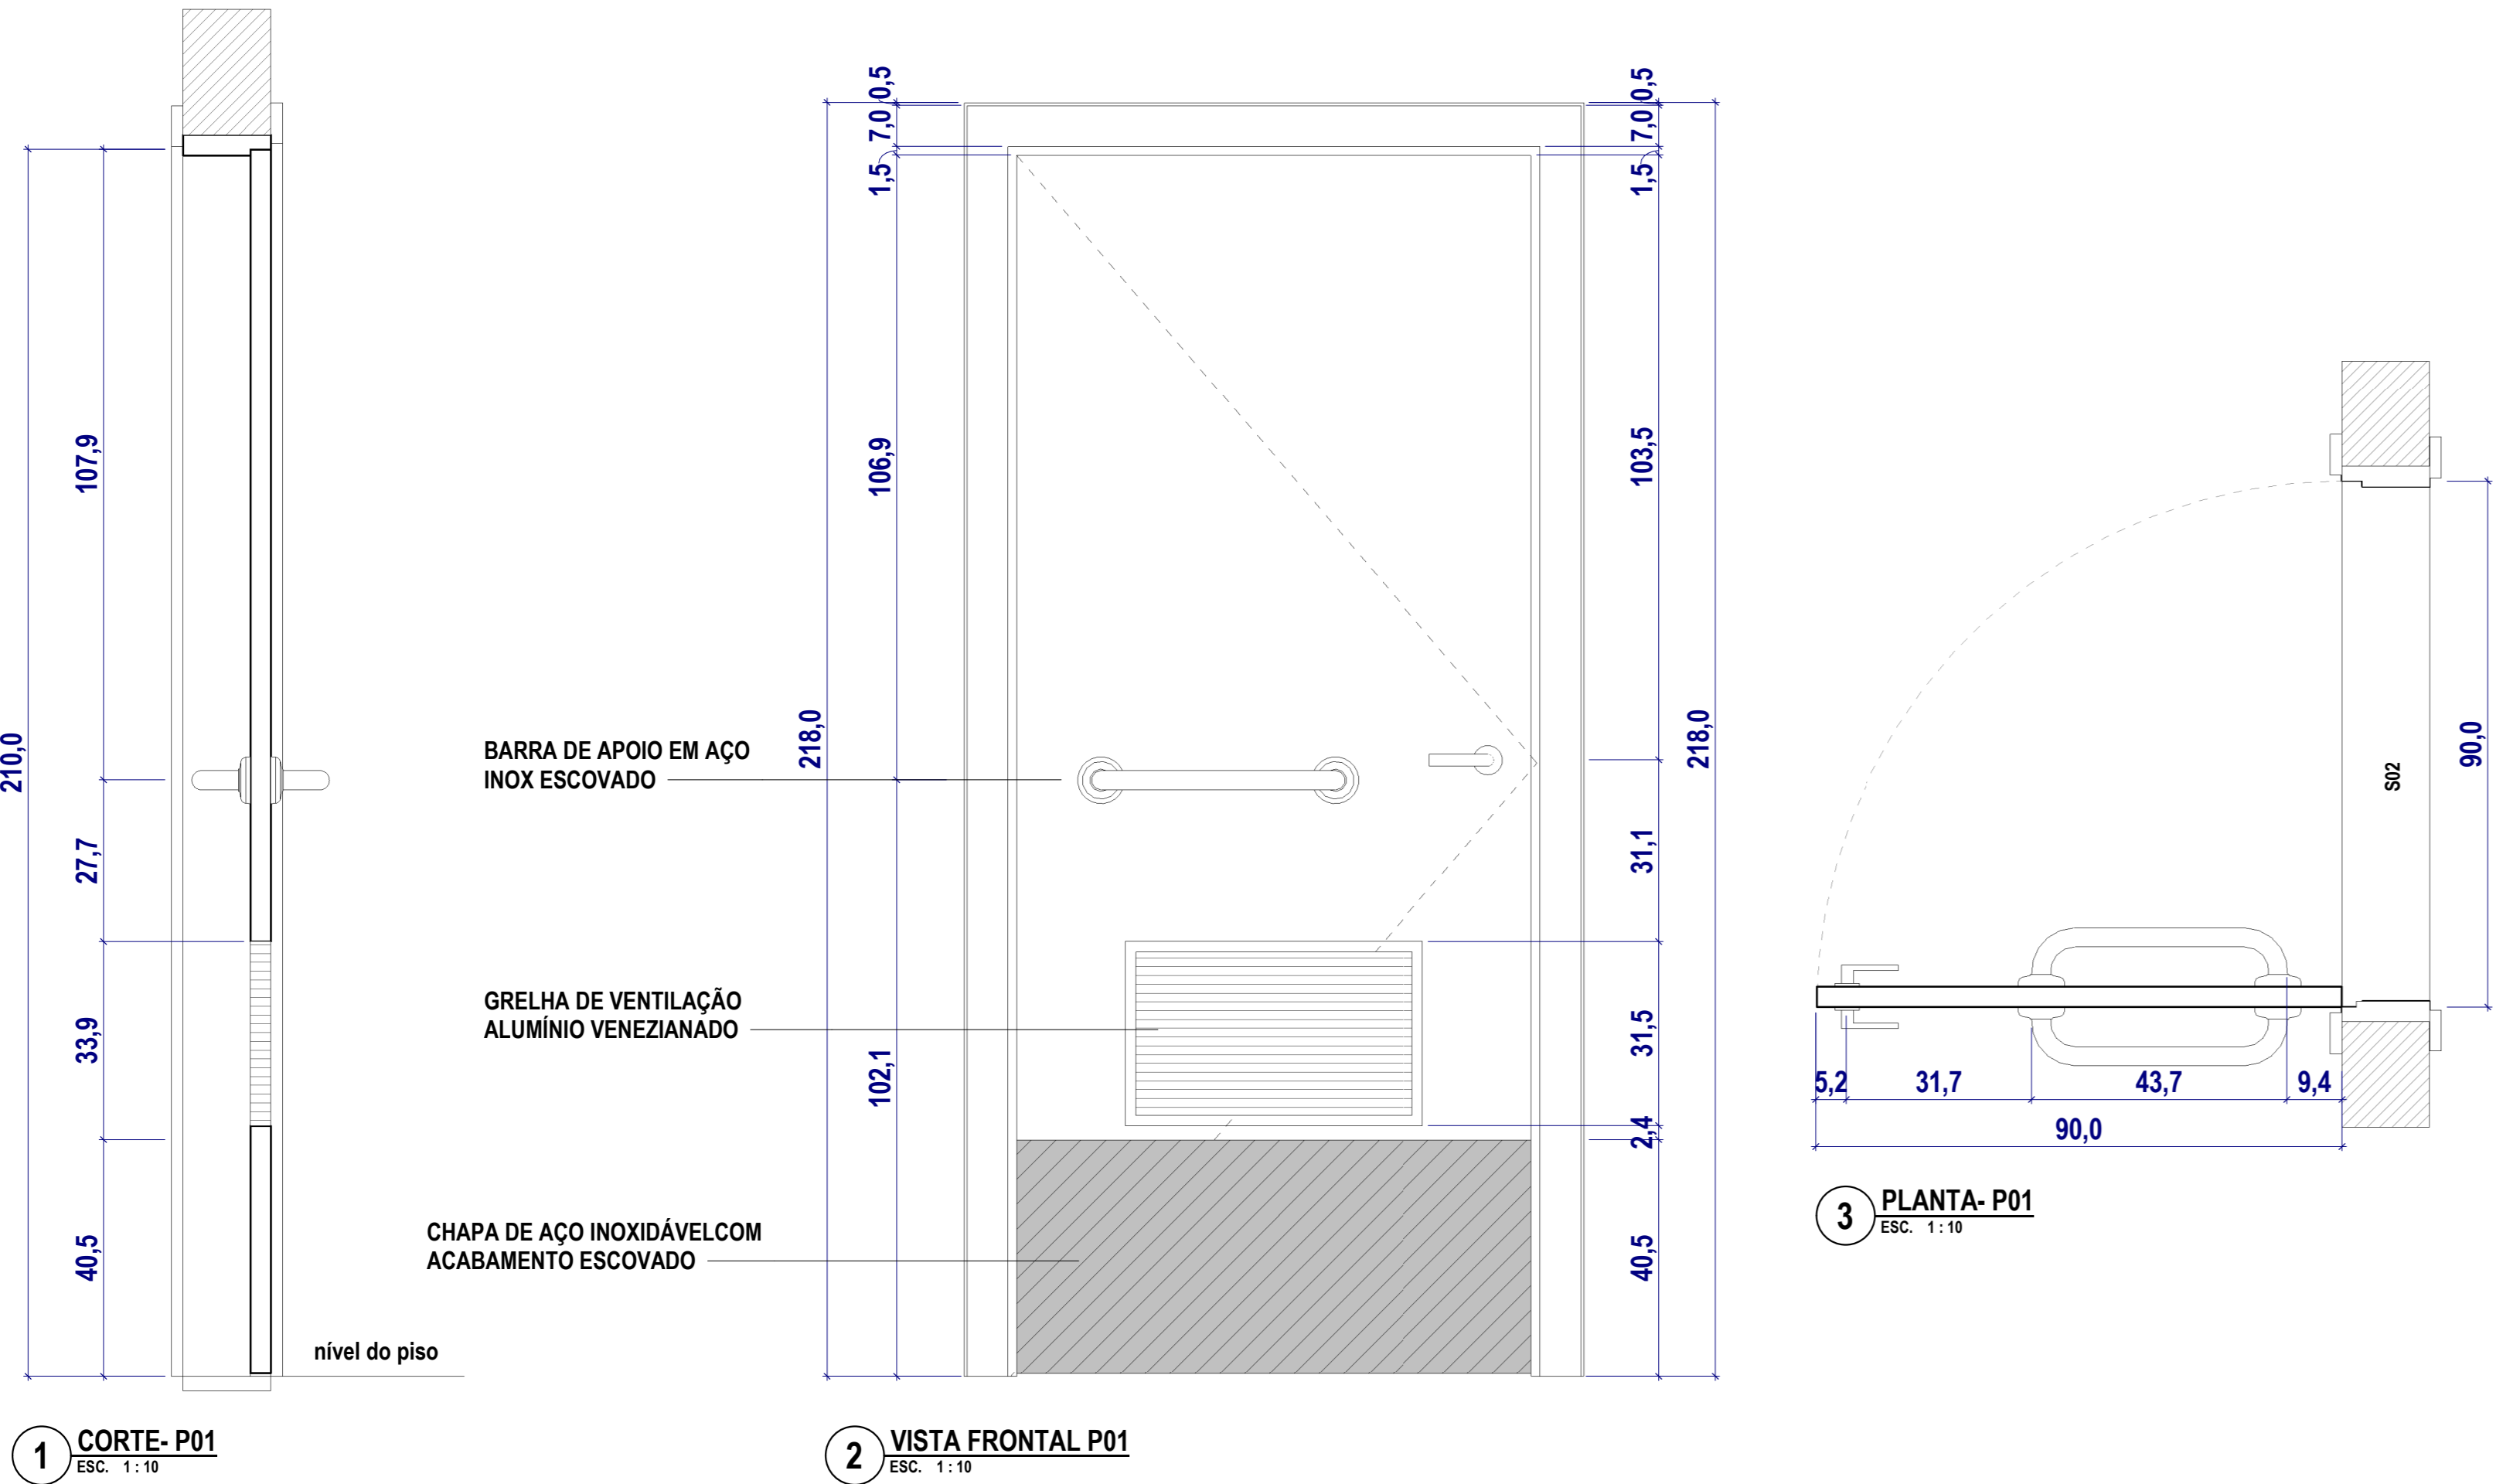 210,0
107,9
27,7
33,9
40,5
nível do piso
1
CORTE- P01
ESC. 1 : 10
BARRA DE APOIO EM AÇO
INOX ESCOVADO
GRELHA DE VENTILAÇÃO
ALUMÍNIO VENEZIANADO
CHAPA DE AÇO INOXIDÁVELCOM
ACABAMENTO ESCOVADO
218,0
0,5
7,0
1,5
106,9
102,1
0,5
7,0
1,5
103,5
31,1
31,5
2,4
40,5
218,0
2
VISTA FRONTAL P01
ESC. 1 : 10
S02
90,0
5,2
31,7
43,7
9,4
90,0
3
PLANTA- P01
ESC. 1 : 10